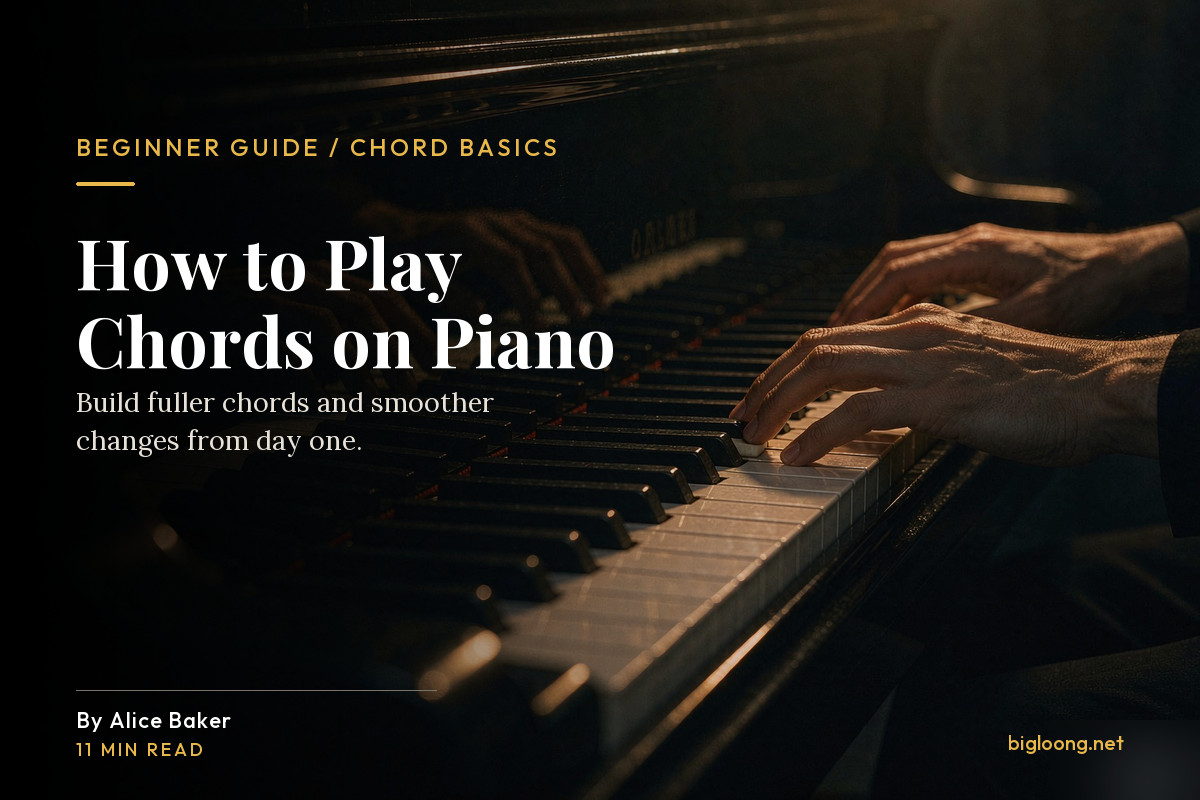 BEGINNER GUIDE / CHORD BASICS
How to Play
Chords on Piano
Build fuller chords and smoother
changes from day one.
By Alice Baker
11 MIN READ
bigloong.net